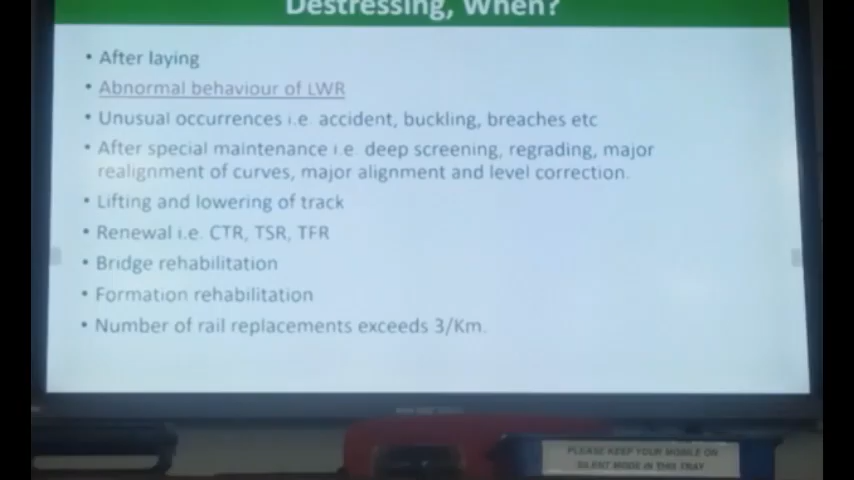 Destressing, When?
• After laying
• Abnormal behaviour of LWR
• Unusual occurrences i.e. accident, buckling, breaches etc
• After special maintenance i.e. deep screening, regrading, major
realignment of curves, major alignment and level correction.
• Lifting and lowering of track
• Renewal i.e. CTR, TSR, TFR
• Bridge rehabilitation
• Formation rehabilitation
• Number of rail replacements exceeds 3/Km.
PLEASE KEEP YOUR MOBILE ON
SILENT MODE IN THIS TRAY